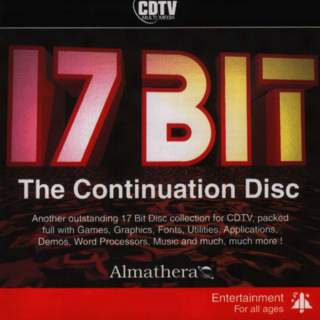 CDTV
MULTIMEDIA
17 BIT
The Continuation Disc
Another outstanding 17 Bit Disc collection for CDTV, packed
full with Games, Graphics, Fonts, Utilities, Applications,
Demos, Word Processors, Music and much, much more !
Almathera
Entertainment
For all ages